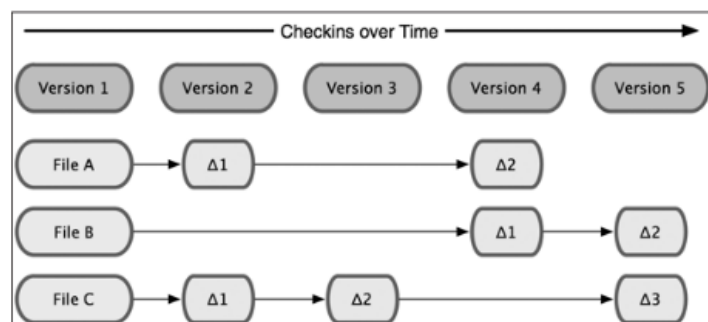 Checkins over Time
Version 1 Version 2 Version 3 Version 4 Version 5
File A Δ1 Δ2
File B Δ1 Δ2
File C Δ1 Δ2 Δ3